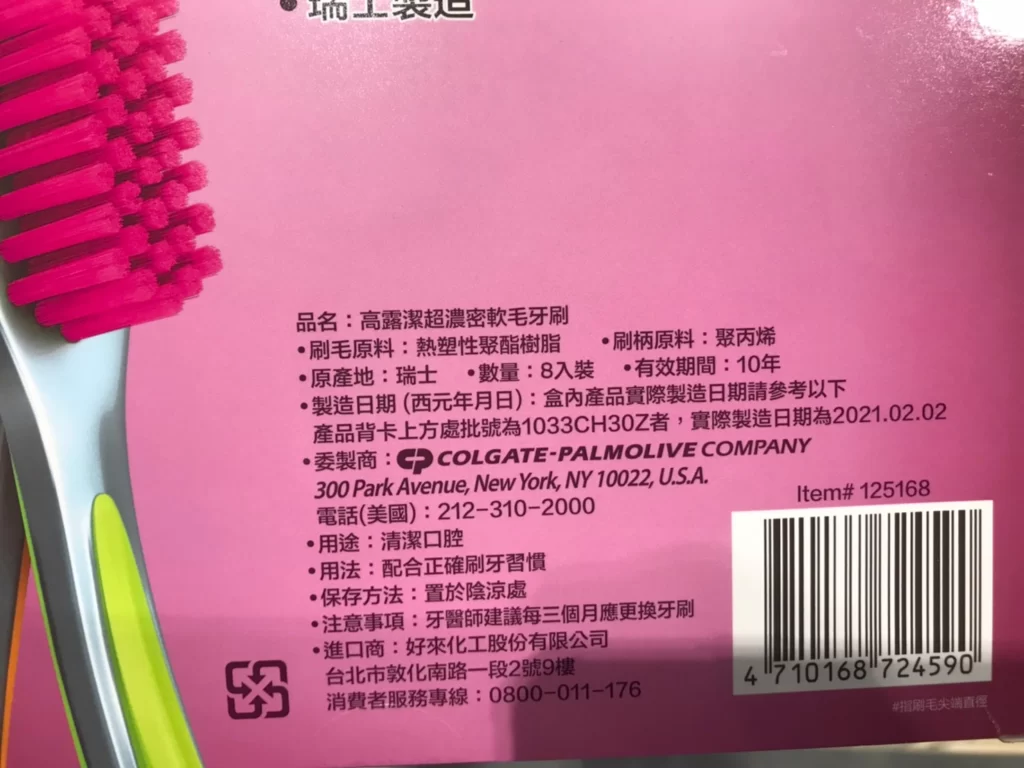 •瑞士製造
品名：高露潔超濃密軟毛牙刷
•刷毛原料：熱塑性聚酯樹脂 •刷柄原料：聚丙烯
•原產地：瑞士 •數量：8入裝 •有效期間：10年
•製造日期 (西元年月日)：盒內產品實際製造日期請參考以下
產品背卡上方處批號為1033CH30Z者，實際製造日期為2021.02.02
•委製商：CP COLGATE-PALMOLIVE COMPANY
300 Park Avenue, New York, NY 10022, U.S.A.
電話(美國)：212-310-2000
•用途：清潔口腔
•用法：配合正確刷牙習慣
•保存方法：置於陰涼處
•注意事項：牙醫師建議每三個月應更換牙刷
•進口商：好來化工股份有限公司
台北市敦化南路一段2號9樓
消費者服務專線：0800-011-176
Item# 125168
4 710168 724590
#指刷毛尖端直徑